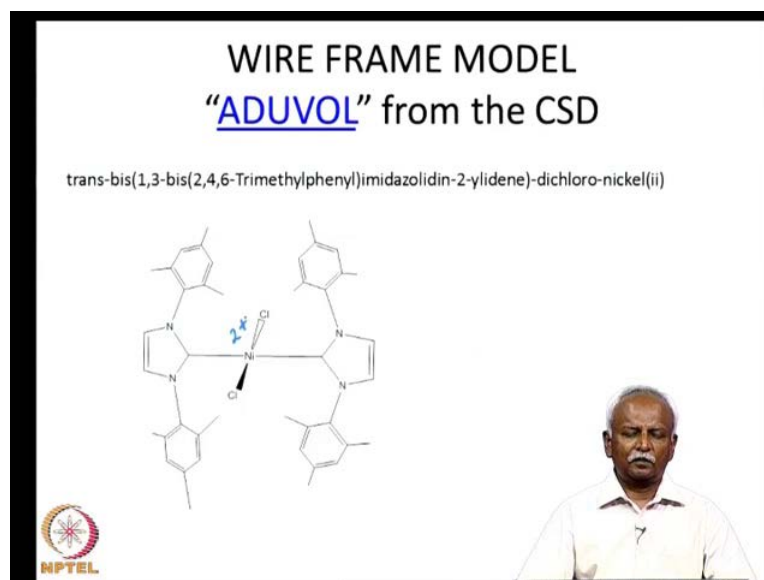 WIRE FRAME MODEL
“ADUVOL” from the CSD
trans-bis(1,3-bis(2,4,6-Trimethylphenyl)imidazolidin-2-ylidene)-dichloro-nickel(ii)
N
Cl
2+
N
Ni
N
Cl
N
NPTEL